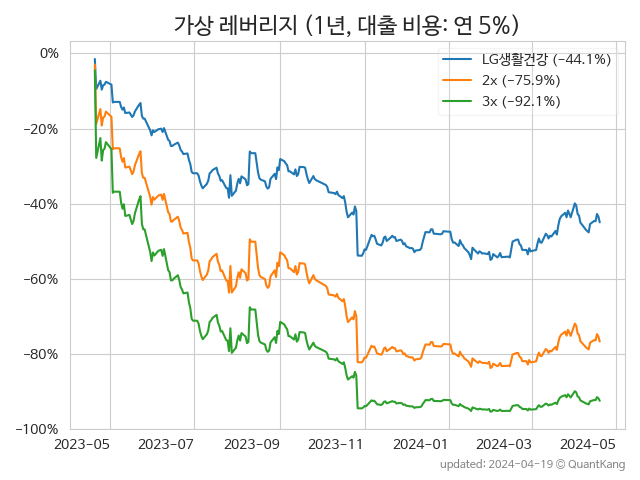 가상 레버리지 (1년, 대출 비용: 연 5%)
LG생활건강 (−44.1%)
2x (−75.9%)
3x (−92.1%)
0%
−20%
−40%
−60%
−80%
−100%
2023-05 2023-07 2023-09 2023-11 2024-01 2024-03 2024-05
updated: 2024-04-19 © QuantKang